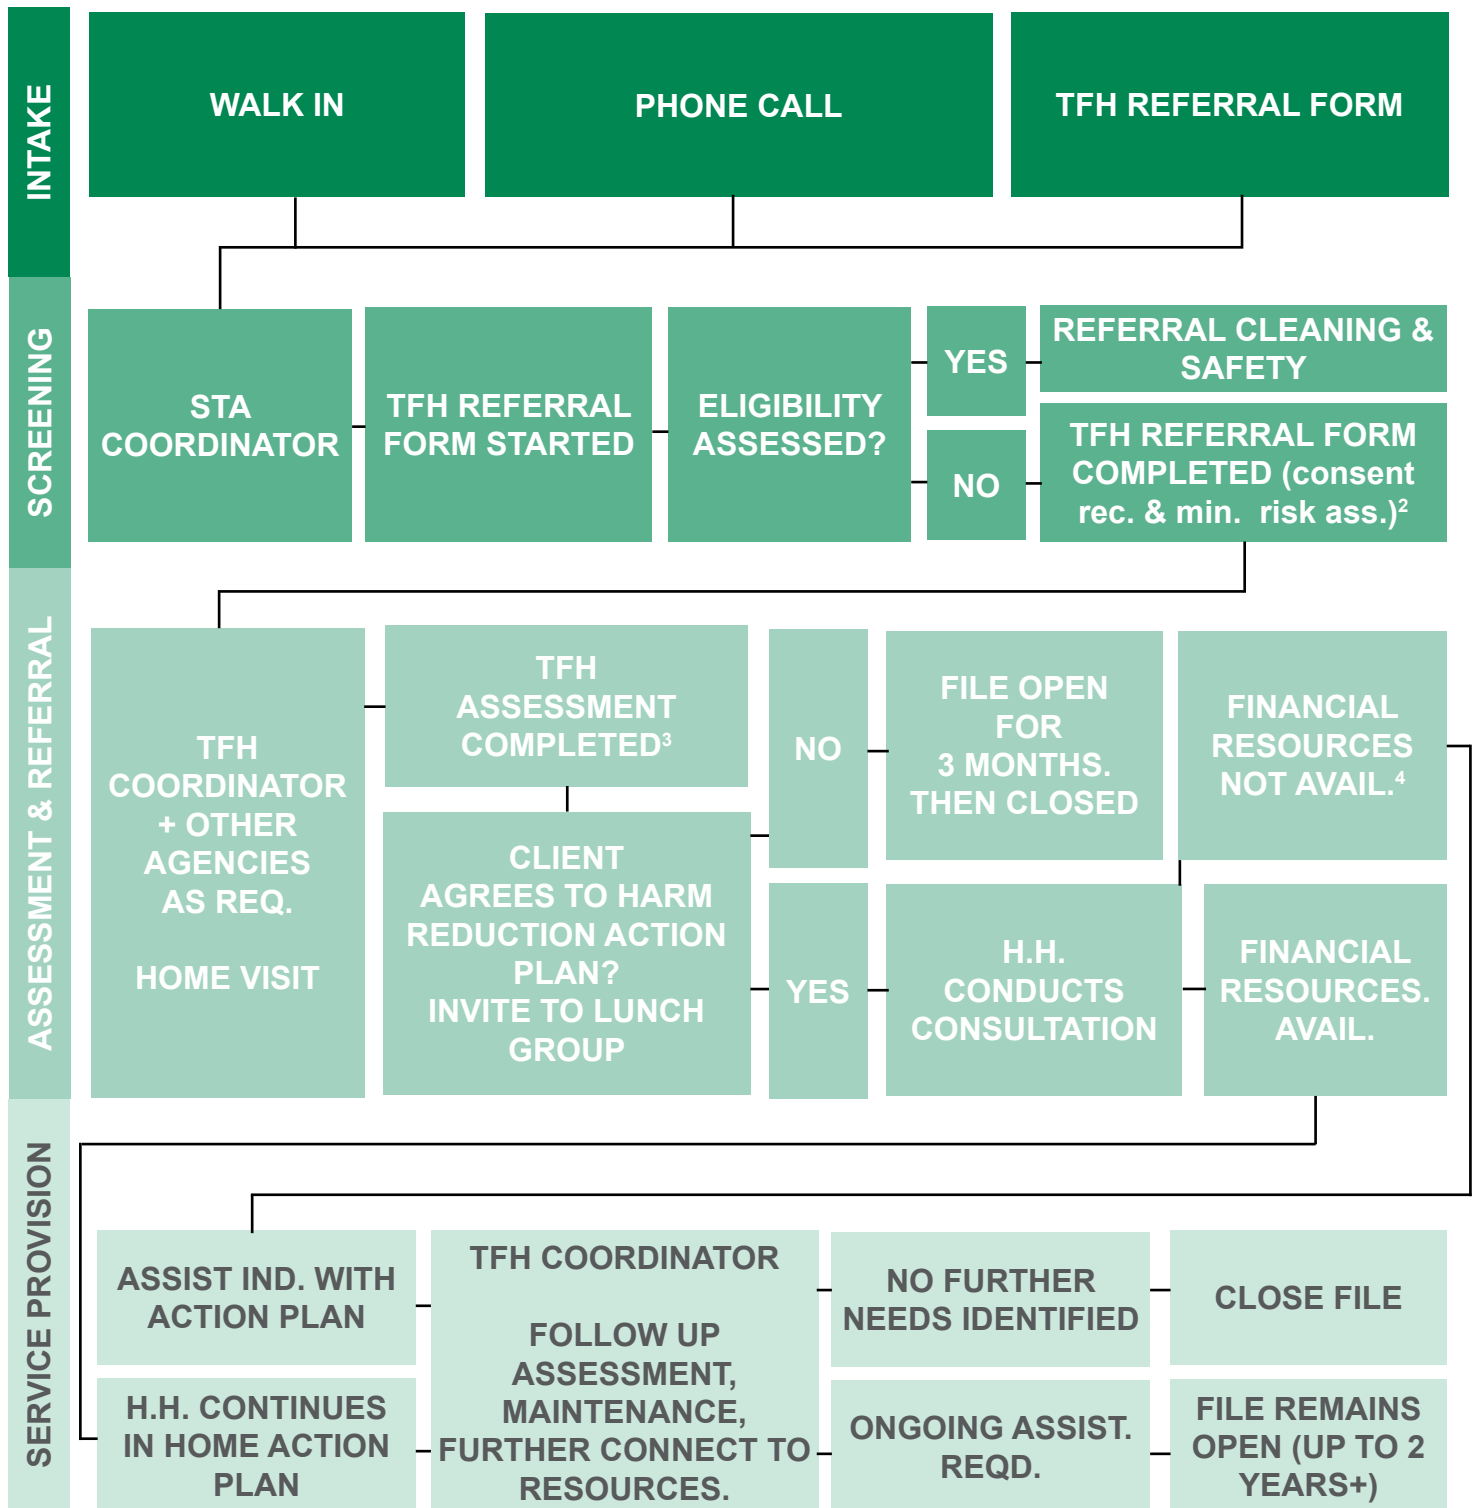 INTAKE
WALK IN
PHONE CALL
TFH REFERRAL FORM
SCREENING
STA
COORDINATOR
TFH REFERRAL
FORM STARTED
ELIGIBILITY
ASSESSED?
YES
REFERRAL CLEANING &
SAFETY
NO
TFH REFERRAL FORM
COMPLETED (consent
rec. & min. risk ass.)²
ASSESSMENT & REFERRAL
TFH
COORDINATOR
+ OTHER
AGENCIES
AS REQ.
HOME VISIT
TFH
ASSESSMENT
COMPLETED³
CLIENT
AGREES TO HARM
REDUCTION ACTION
PLAN?
INVITE TO LUNCH
GROUP
NO
FILE OPEN
FOR
3 MONTHS.
THEN CLOSED
YES
H.H.
CONDUCTS
CONSULTATION
FINANCIAL
RESOURCES
NOT AVAIL.⁴
FINANCIAL
RESOURCES.
AVAIL.
SERVICE PROVISION
ASSIST IND. WITH
ACTION PLAN
H.H. CONTINUES
IN HOME ACTION
PLAN
TFH COORDINATOR
FOLLOW UP
ASSESSMENT,
MAINTENANCE,
FURTHER CONNECT TO
RESOURCES.
NO FURTHER
NEEDS IDENTIFIED
CLOSE FILE
ONGOING ASSIST.
REQD.
FILE REMAINS
OPEN (UP TO 2
YEARS+)